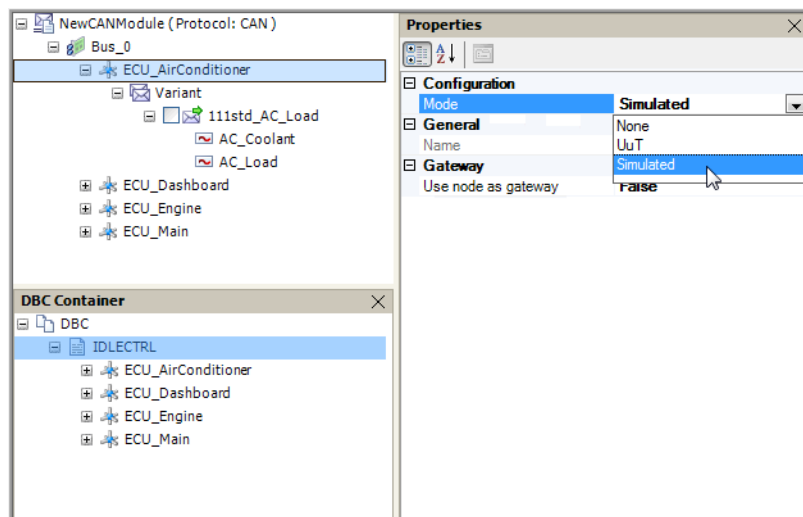 NewCANModule (Protocol: CAN )
Bus_0
ECU_AirConditioner
Variant
111std_AC_Load
AC_Coolant
AC_Load
ECU_Dashboard
ECU_Engine
ECU_Main
DBC Container
DBC
IDLECTRL
ECU_AirConditioner
ECU_Dashboard
ECU_Engine
ECU_Main
Properties
A
Z
Configuration
Mode Simulated
General None
Name UuT
Gateway Simulated
Use node as gateway False